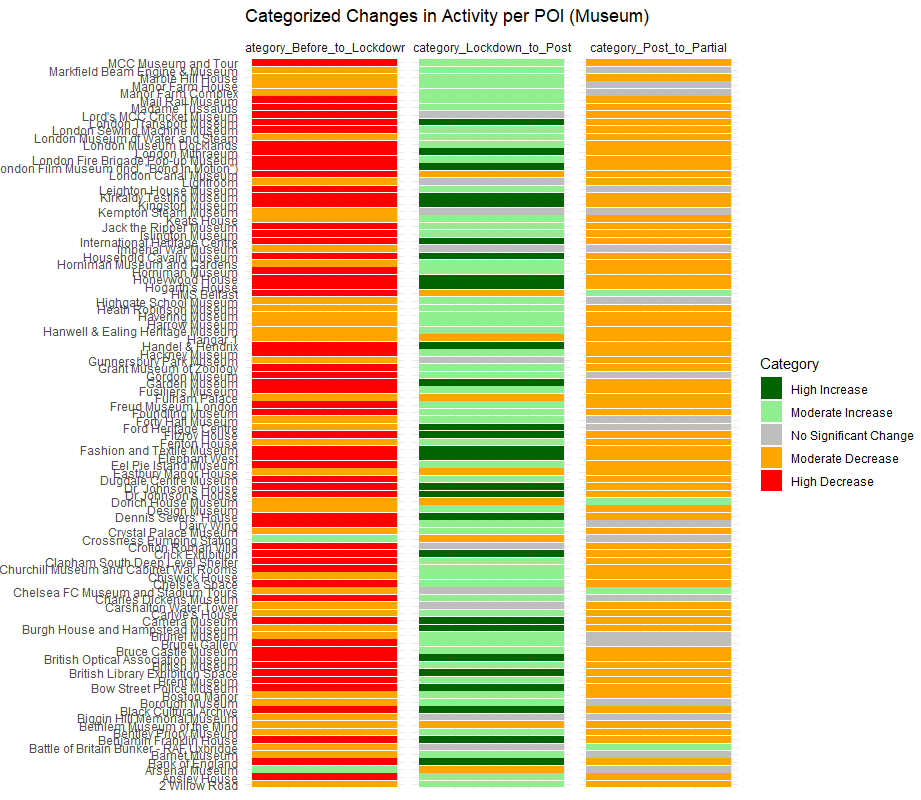 Categorized Changes in Activity per POI (Museum)
ategory_Before_to_Lockdowr
category_Lockdown_to_Post
category_Post_to_Partial
MCC Museum and Tour
Markfield Beam Engine & Museum
Marble Hill House
Manor Farm House
Manor Farm Complex
Mail Rail Museum
Madame Tussauds
Lord's MCC Cricket Museum
London Transport Museum
London Sewing Machine Museum
London Museum of Water and Steam
London Museum Docklands
London Mithraeum
London Fire Brigade Pop-up Museum
ondon Film Museum (incl. "Bond in Motion")
London Canal Museum
Lightroom
Leighton House Museum
Kirkaldy Testing Museum
Kingston Museum
Kempton Steam Museum
Keats House
Jack the Ripper Museum
Islington Museum
International Heritage Centre
Imperial War Museum
Household Cavalry Museum
Horniman Museum and Gardens
Horniman Museum
Honeywood House
Hogarth's House
HMS Belfast
Highgate School Museum
Heath Robinson Museum
Havering Museum
Harrow Museum
Hanwell & Ealing Heritage Museum
Hangar 1
Handel & Hendrix
Hackney Museum
Gunnersbury Park Museum
Grant Museum of Zoology
Gordon Museum
Garden Museum
Fusiliers Museum
Fulham Palace
Freud Museum London
Foundling Museum
Forty Hall Museum
Ford Heritage Centre
Fitzroy House
Fenton House
Fashion and Textile Museum
Elephant West
Eel Pie Island Museum
Eastbury Manor House
Dugdale Centre Museum
Dr. Johnsons House
Dr Johnson's House
Dorich House Museum
Design Museum
Dennis Severs' House
Dairy Wing
Crystal Palace Museum
Crossness Pumping Station
Crofton Roman Villa
Crick Exhibition
Clapham South Deep Level Shelter
Churchill Museum and Cabinet War Rooms
Chiswick House
Chelsea Space
Chelsea FC Museum and Stadium Tours
Charles Dickens Museum
Carshalton Water Tower
Carlyle's House
Camera Museum
Burgh House and Hampstead Museum
Brunel Museum
Brunei Gallery
Bruce Castle Museum
British Optical Association Museum
British Museum
British Library Exhibition Space
Brent Museum
Bow Street Police Museum
Boston Manor
Borough Museum
Black Cultural Archive
Biggin Hill Memorial Museum
Bethlem Museum of the Mind
Bentley Priory Museum
Benjamin Franklin House
Battle of Britain Bunker - RAF Uxbridge
Barnet Museum
Bank of England
Arsenal Museum
Apsley House
2 Willow Road
Category
High Increase
Moderate Increase
No Significant Change
Moderate Decrease
High Decrease